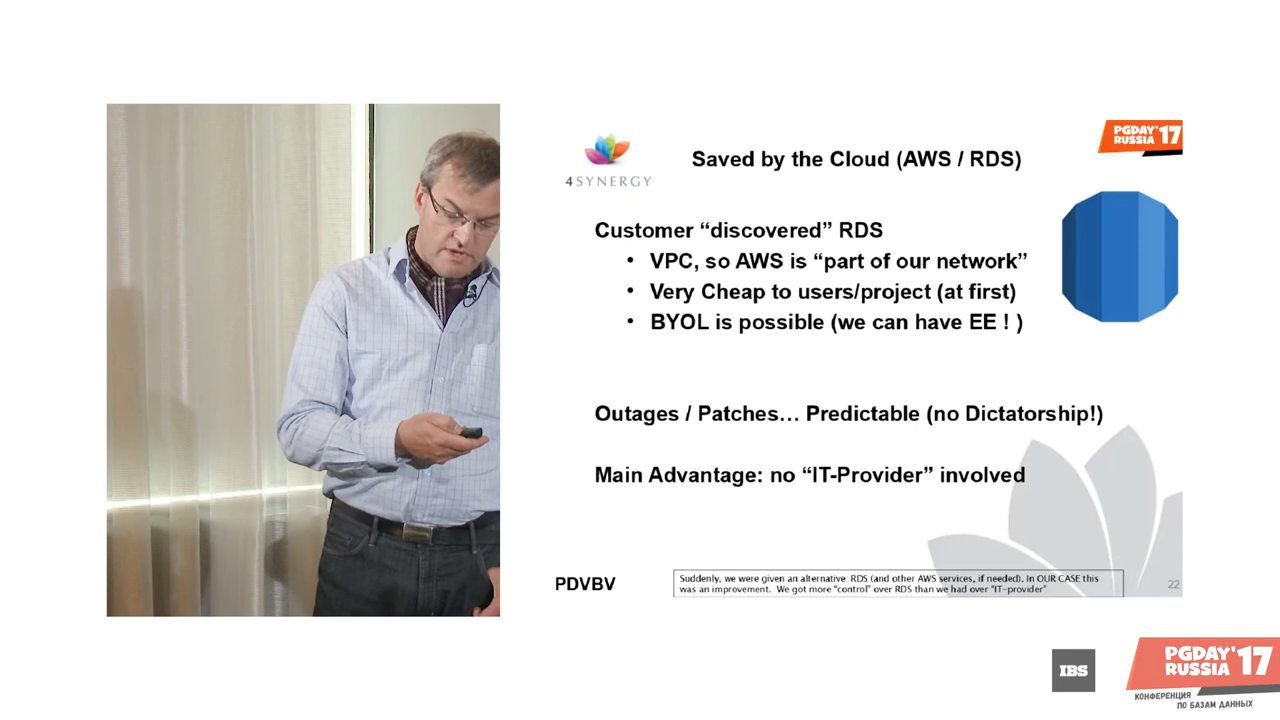 4SYNERGY
Saved by the Cloud (AWS / RDS)
PGDAY'17
RUSSIA
Customer “discovered” RDS
• VPC, so AWS is “part of our network”
• Very Cheap to users/project (at first)
• BYOL is possible (we can have EE ! )
Outages / Patches… Predictable (no Dictatorship!)
Main Advantage: no “IT-Provider” involved
PDVBV
Suddenly, we were given an alternative: RDS (and other AWS services, if needed). In OUR CASE this
was an improvement. We got more “control” over RDS than we had over “IT-provider”
22
IBS
PGDAY'17
RUSSIA
КОНФЕРЕНЦИЯ
ПО БАЗАМ ДАННЫХ